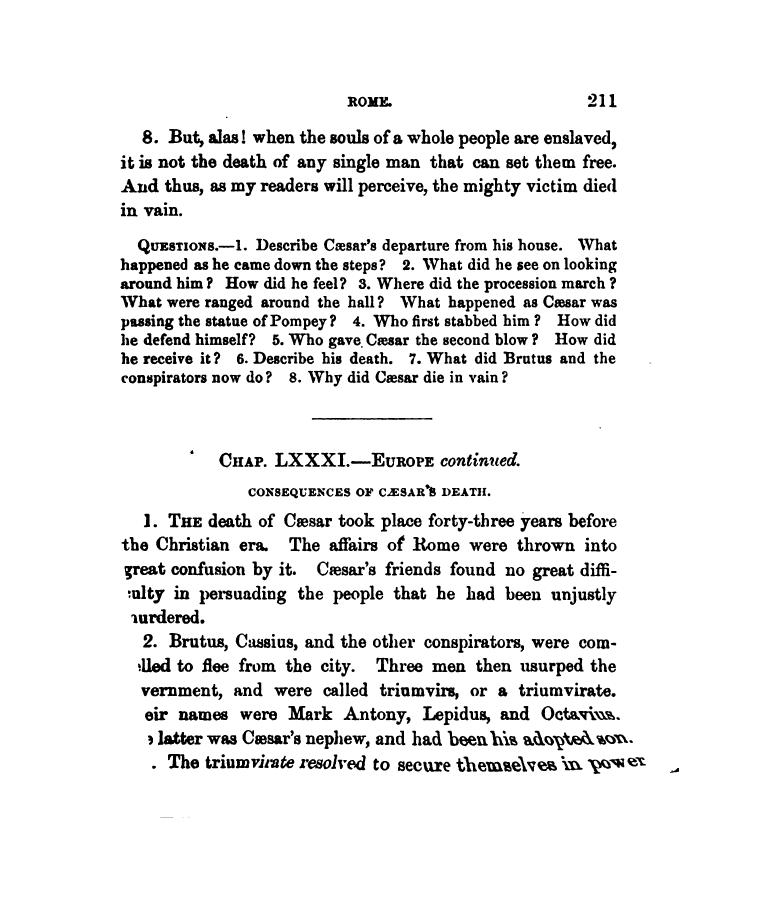 ROME. 211
8. But, alas! when the souls of a whole people are enslaved,
it is not the death of any single man that can set them free.
And thus, as my readers will perceive, the mighty victim died
in vain.
QUESTIONS.—1. Describe Cæsar's departure from his house. What
happened as he came down the steps? 2. What did he see on looking
around him? How did he feel? 3. Where did the procession march?
What were ranged around the hall? What happened as Cæsar was
passing the statue of Pompey? 4. Who first stabbed him? How did
he defend himself? 5. Who gave Cæsar the second blow? How did
he receive it? 6. Describe his death. 7. What did Brutus and the
conspirators now do? 8. Why did Cæsar die in vain?
CHAP. LXXXI.—EUROPE continued.
CONSEQUENCES OF CÆSAR'S DEATH.
1. THE death of Cæsar took place forty-three years before
the Christian era. The affairs of Rome were thrown into
great confusion by it. Cæsar's friends found no great diffi-
ulty in persuading the people that he had been unjustly
urdered.
2. Brutus, Cassius, and the other conspirators, were com-
lled to flee from the city. Three men then usurped the
vernment, and were called triumvirs, or a triumvirate.
eir names were Mark Antony, Lepidus, and Octavius.
latter was Cæsar's nephew, and had been his adopted son.
. The triumvirate resolved to secure themselves in power